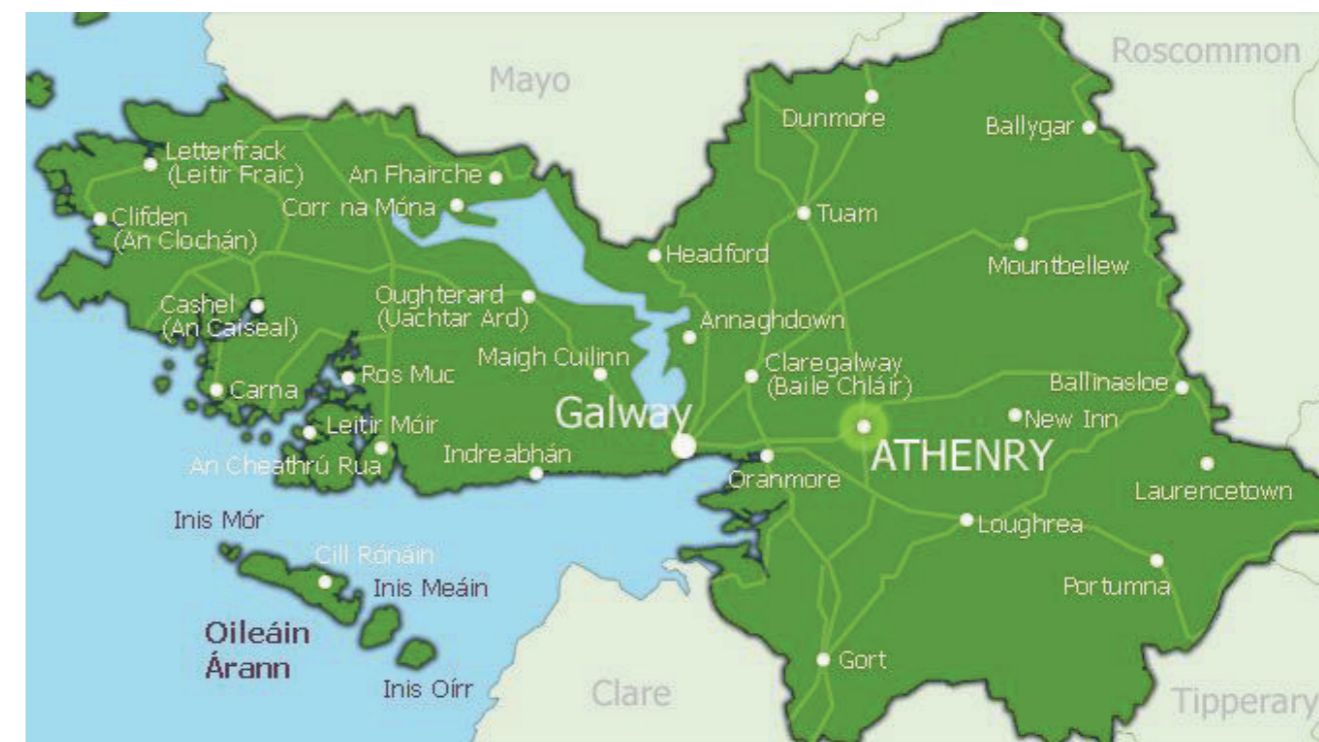 Mayo
Roscommon
Dunmore
Ballygar
Letterfrack
(Leitir Fraic)
An Fhairche
Corr na Móna
Clifden
(An Clochán)
Tuam
Headford
Mountbellew
Cashel
(An Caiseal)
Oughterard
(Uachtar Ard)
Annaghdown
Maigh Cuilinn
Claregalway
(Baile Chláir)
Ros Muc
Carna
Ballinasloe
Galway
New Inn
Leitir Móir
ATHENRY
An Cheathrú Rua
Indreabhán
Oranmore
Laurencetown
Inis Mór
Loughrea
Cill Rónáin
Inis Meáin
Portumna
Oileáin
Árann
Gort
Inis Oírr
Clare
Tipperary